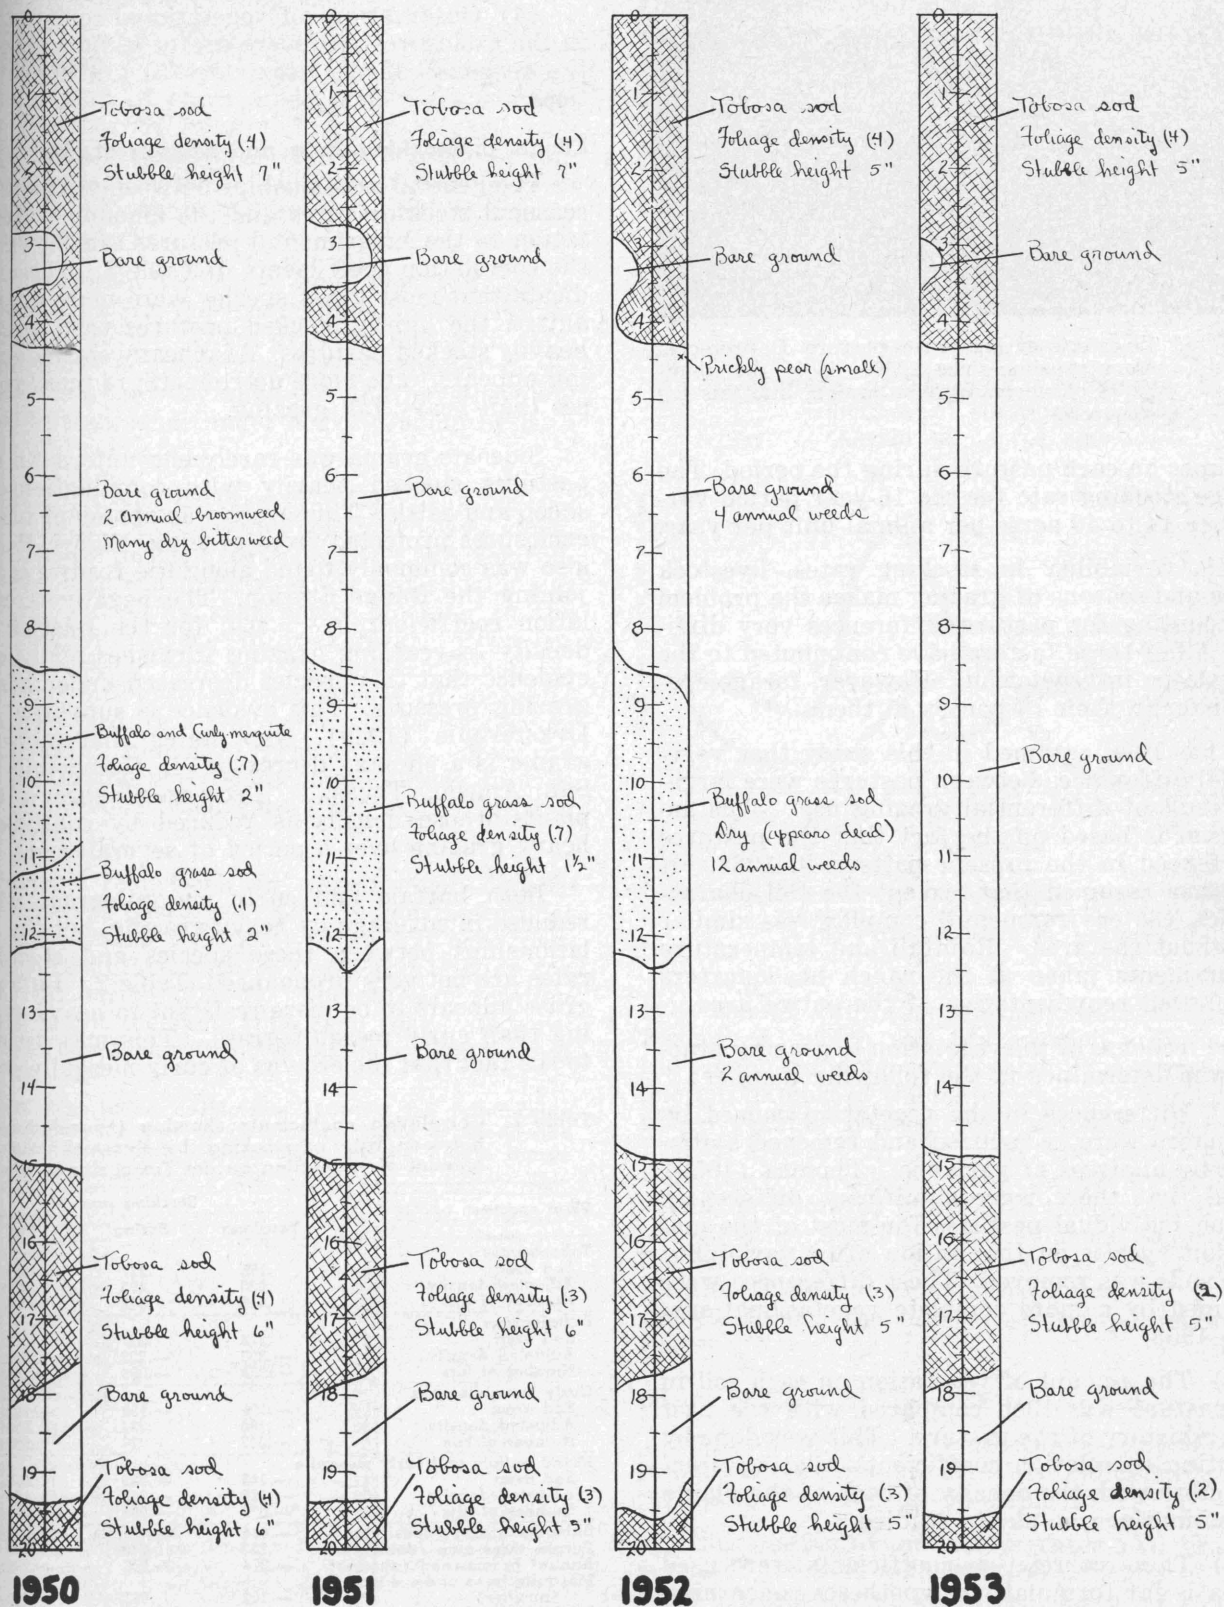 0
1
2
3
4
5
6
7
8
9
10
11
12
13
14
15
16
17
18
19
20
Tobosa sod
Foliage density (.4)
Stubble height 7"
Bare ground
Bare ground
2 annual broomweed
Many dry bitterweed
Buffalo and Curly-mesquite
Foliage density (.7)
Stubble height 2"
Buffalo grass sod
Foliage density (.1)
Stubble height 2"
Bare ground
Tobosa sod
Foliage density (.4)
Stubble height 6"
Bare ground
Tobosa sod
Foliage density (.4)
Stubble height 6"
1950
0
1
2
3
4
5
6
7
8
9
10
11
12
13
14
15
16
17
18
19
20
Tobosa sod
Foliage density (.4)
Stubble height 7"
Bare ground
Bare ground
Buffalo grass sod
Foliage density (.7)
Stubble height 1½"
Bare ground
Tobosa sod
Foliage density (.3)
Stubble height 6"
Bare ground
Tobosa sod
Foliage density (.3)
Stubble height 5"
1951
0
1
2
3
4
5
6
7
8
9
10
11
12
13
14
15
16
17
18
19
20
Tobosa sod
Foliage density (.4)
Stubble height 5"
Bare ground
x Prickly pear (small)
Bare ground
4 annual weeds
Buffalo grass sod
Dry (appears dead)
12 annual weeds
Bare ground
2 annual weeds
Tobosa sod
Foliage density (.3)
Stubble height 5"
Bare ground
Tobosa sod
Foliage density (.3)
Stubble height 5"
1952
0
1
2
3
4
5
6
7
8
9
10
11
12
13
14
15
16
17
18
19
20
Tobosa sod
Foliage density (.4)
Stubble height 5"
Bare ground
Bare ground
Tobosa sod
Foliage density (.2)
Stubble height 5"
Bare ground
Tobosa sod
Foliage density (.2)
Stubble height 5"
1953